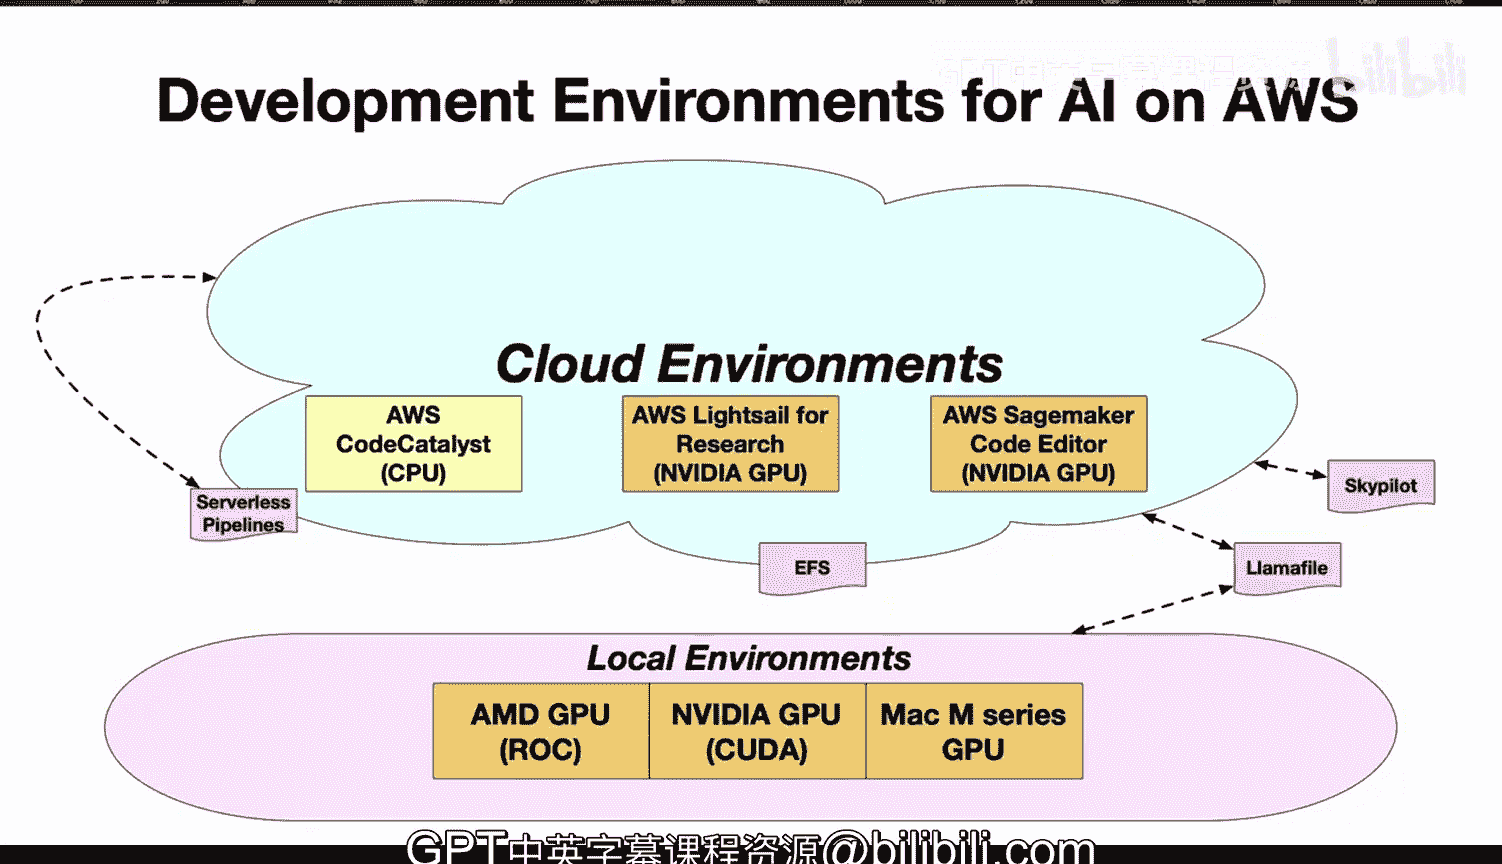 Development Environments for AI on AWS
bilibili
Cloud Environments
AWS
CodeCatalyst
(CPU)
AWS Lightsail for
Research
(NVIDIA GPU)
AWS Sagemaker
Code Editor
(NVIDIA GPU)
Serverless
Pipelines
Skypilot
EFS
Llamafile
Local Environments
AMD GPU
(ROC)
NVIDIA GPU
(CUDA)
Mac M series
GPU
GPT中英字幕课程资源@bilibili.com